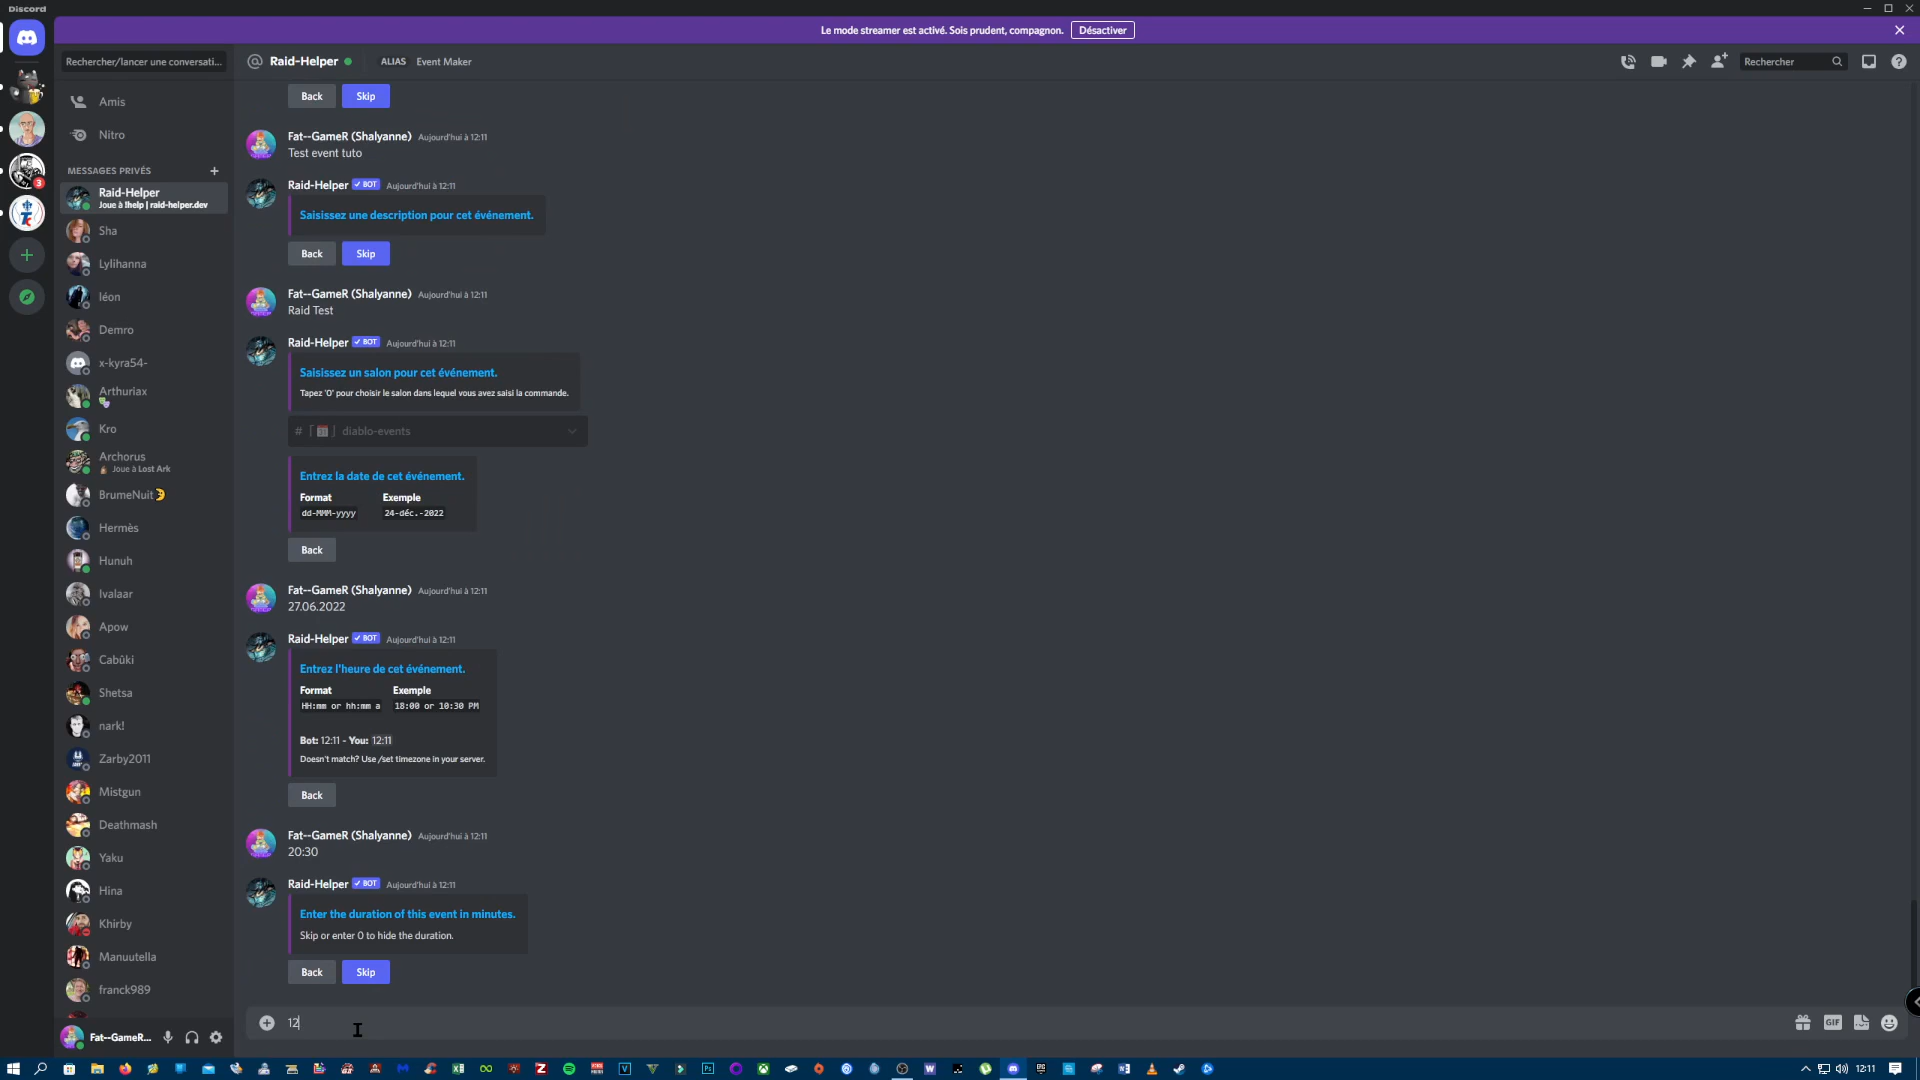 Discord
Le mode streamer est activé. Sois prudent, compagnon. Désactiver
Rechercher/lancer une conversati...
Raid-Helper ALIAS Event Maker
Rechercher
Amis
Nitro
MESSAGES PRIVÉS
Raid-Helper
Joue à !help | raid-helper.dev
3
Sha
Lylihanna
léon
Demro
x-kyra54-
Arthuriax
Kro
Archorus
Joue à Lost Ark
BrumeNuit
Hermès
Hunuh
Ivalaar
Apow
Cabûki
Shetsa
nark!
Zarby2011
Mistgun
Deathmash
Yaku
Hina
Khirby
Manuutella
franck989
Fat--GameR...
Back Skip
Fat--GameR (Shalyanne) Aujourd'hui à 12:11
Test event tuto
Raid-Helper BOT Aujourd'hui à 12:11
Saisissez une description pour cet événement.
Back Skip
Fat--GameR (Shalyanne) Aujourd'hui à 12:11
Raid Test
Raid-Helper BOT Aujourd'hui à 12:11
Saisissez un salon pour cet événement.
Tapez '0' pour choisir le salon dans lequel vous avez saisi la commande.
# diablo-events
Entrez la date de cet événement.
Format Exemple
dd-MMM-yyyy 24-déc.-2022
Back
Fat--GameR (Shalyanne) Aujourd'hui à 12:11
27.06.2022
Raid-Helper BOT Aujourd'hui à 12:11
Entrez l'heure de cet événement.
Format Exemple
HH:mm or hh:mm a 18:00 or 10:30 PM
Bot: 12:11 - You: 12:11
Doesn't match? Use /set timezone in your server.
Back
Fat--GameR (Shalyanne) Aujourd'hui à 12:11
20:30
Raid-Helper BOT Aujourd'hui à 12:11
Enter the duration of this event in minutes.
Skip or enter 0 to hide the duration.
Back Skip
12
GIF
12:11